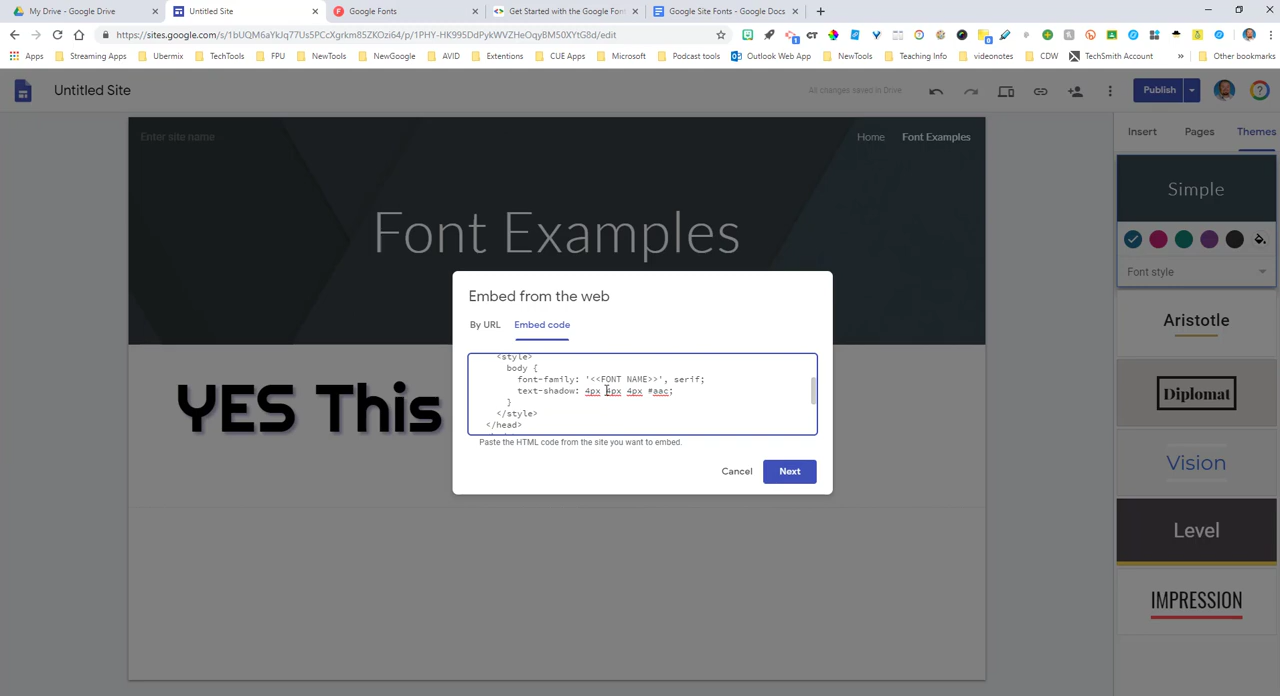 My Drive - Google Drive
Untitled Site
Google Fonts
Get Started with the Google Fon
Google Site Fonts - Google Docs
https://sites.google.com/s/1bUQM6aYkJq77Us5PCcXgrkm85ZKOzi64/p/1PHY-HK995DdPykWVZHeOqyBM50XYtG8d/edit
Apps
Streaming Apps
Ubermix
TechTools
FPU
NewTools
NewGoogle
AVID
Extentions
CUE Apps
Microsoft
Podcast tools
Outlook Web App
NewTools
Teaching Info
videonotes
CDW
TechSmith Account
Other bookmarks
Untitled Site
All changes saved in Drive
Publish
Enter site name
Home
Font Examples
Insert
Pages
Themes
Font Examples
Simple
Font style
Aristotle
Diplomat
Vision
Level
IMPRESSION
YES This
Embed from the web
By URL
Embed code
<style>
body {
font-family: '<<FONT NAME>>', serif;
text-shadow: 4px 4px 4px #aac;
}
</style>
</head>
Paste the HTML code from the site you want to embed.
Cancel
Next